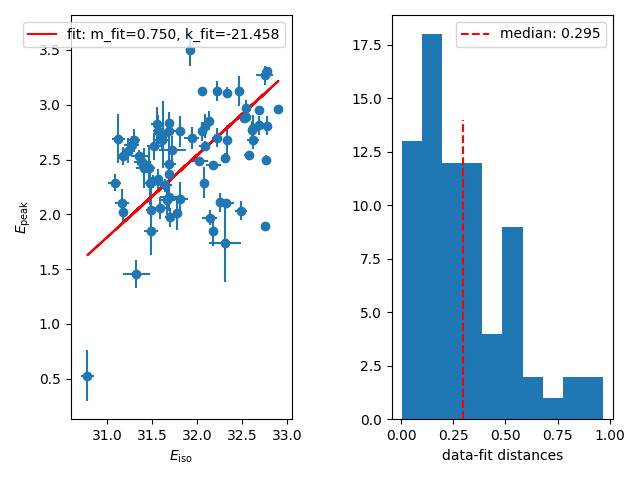 fit: m_fit=0.750, k_fit=-21.458
3.5
3.0
2.5
2.0
1.5
1.0
0.5
E_peak
31.0 31.5 32.0 32.5 33.0
E_iso
median: 0.295
17.5
15.0
12.5
10.0
7.5
5.0
2.5
0.0
0.00 0.25 0.50 0.75 1.00
data-fit distances